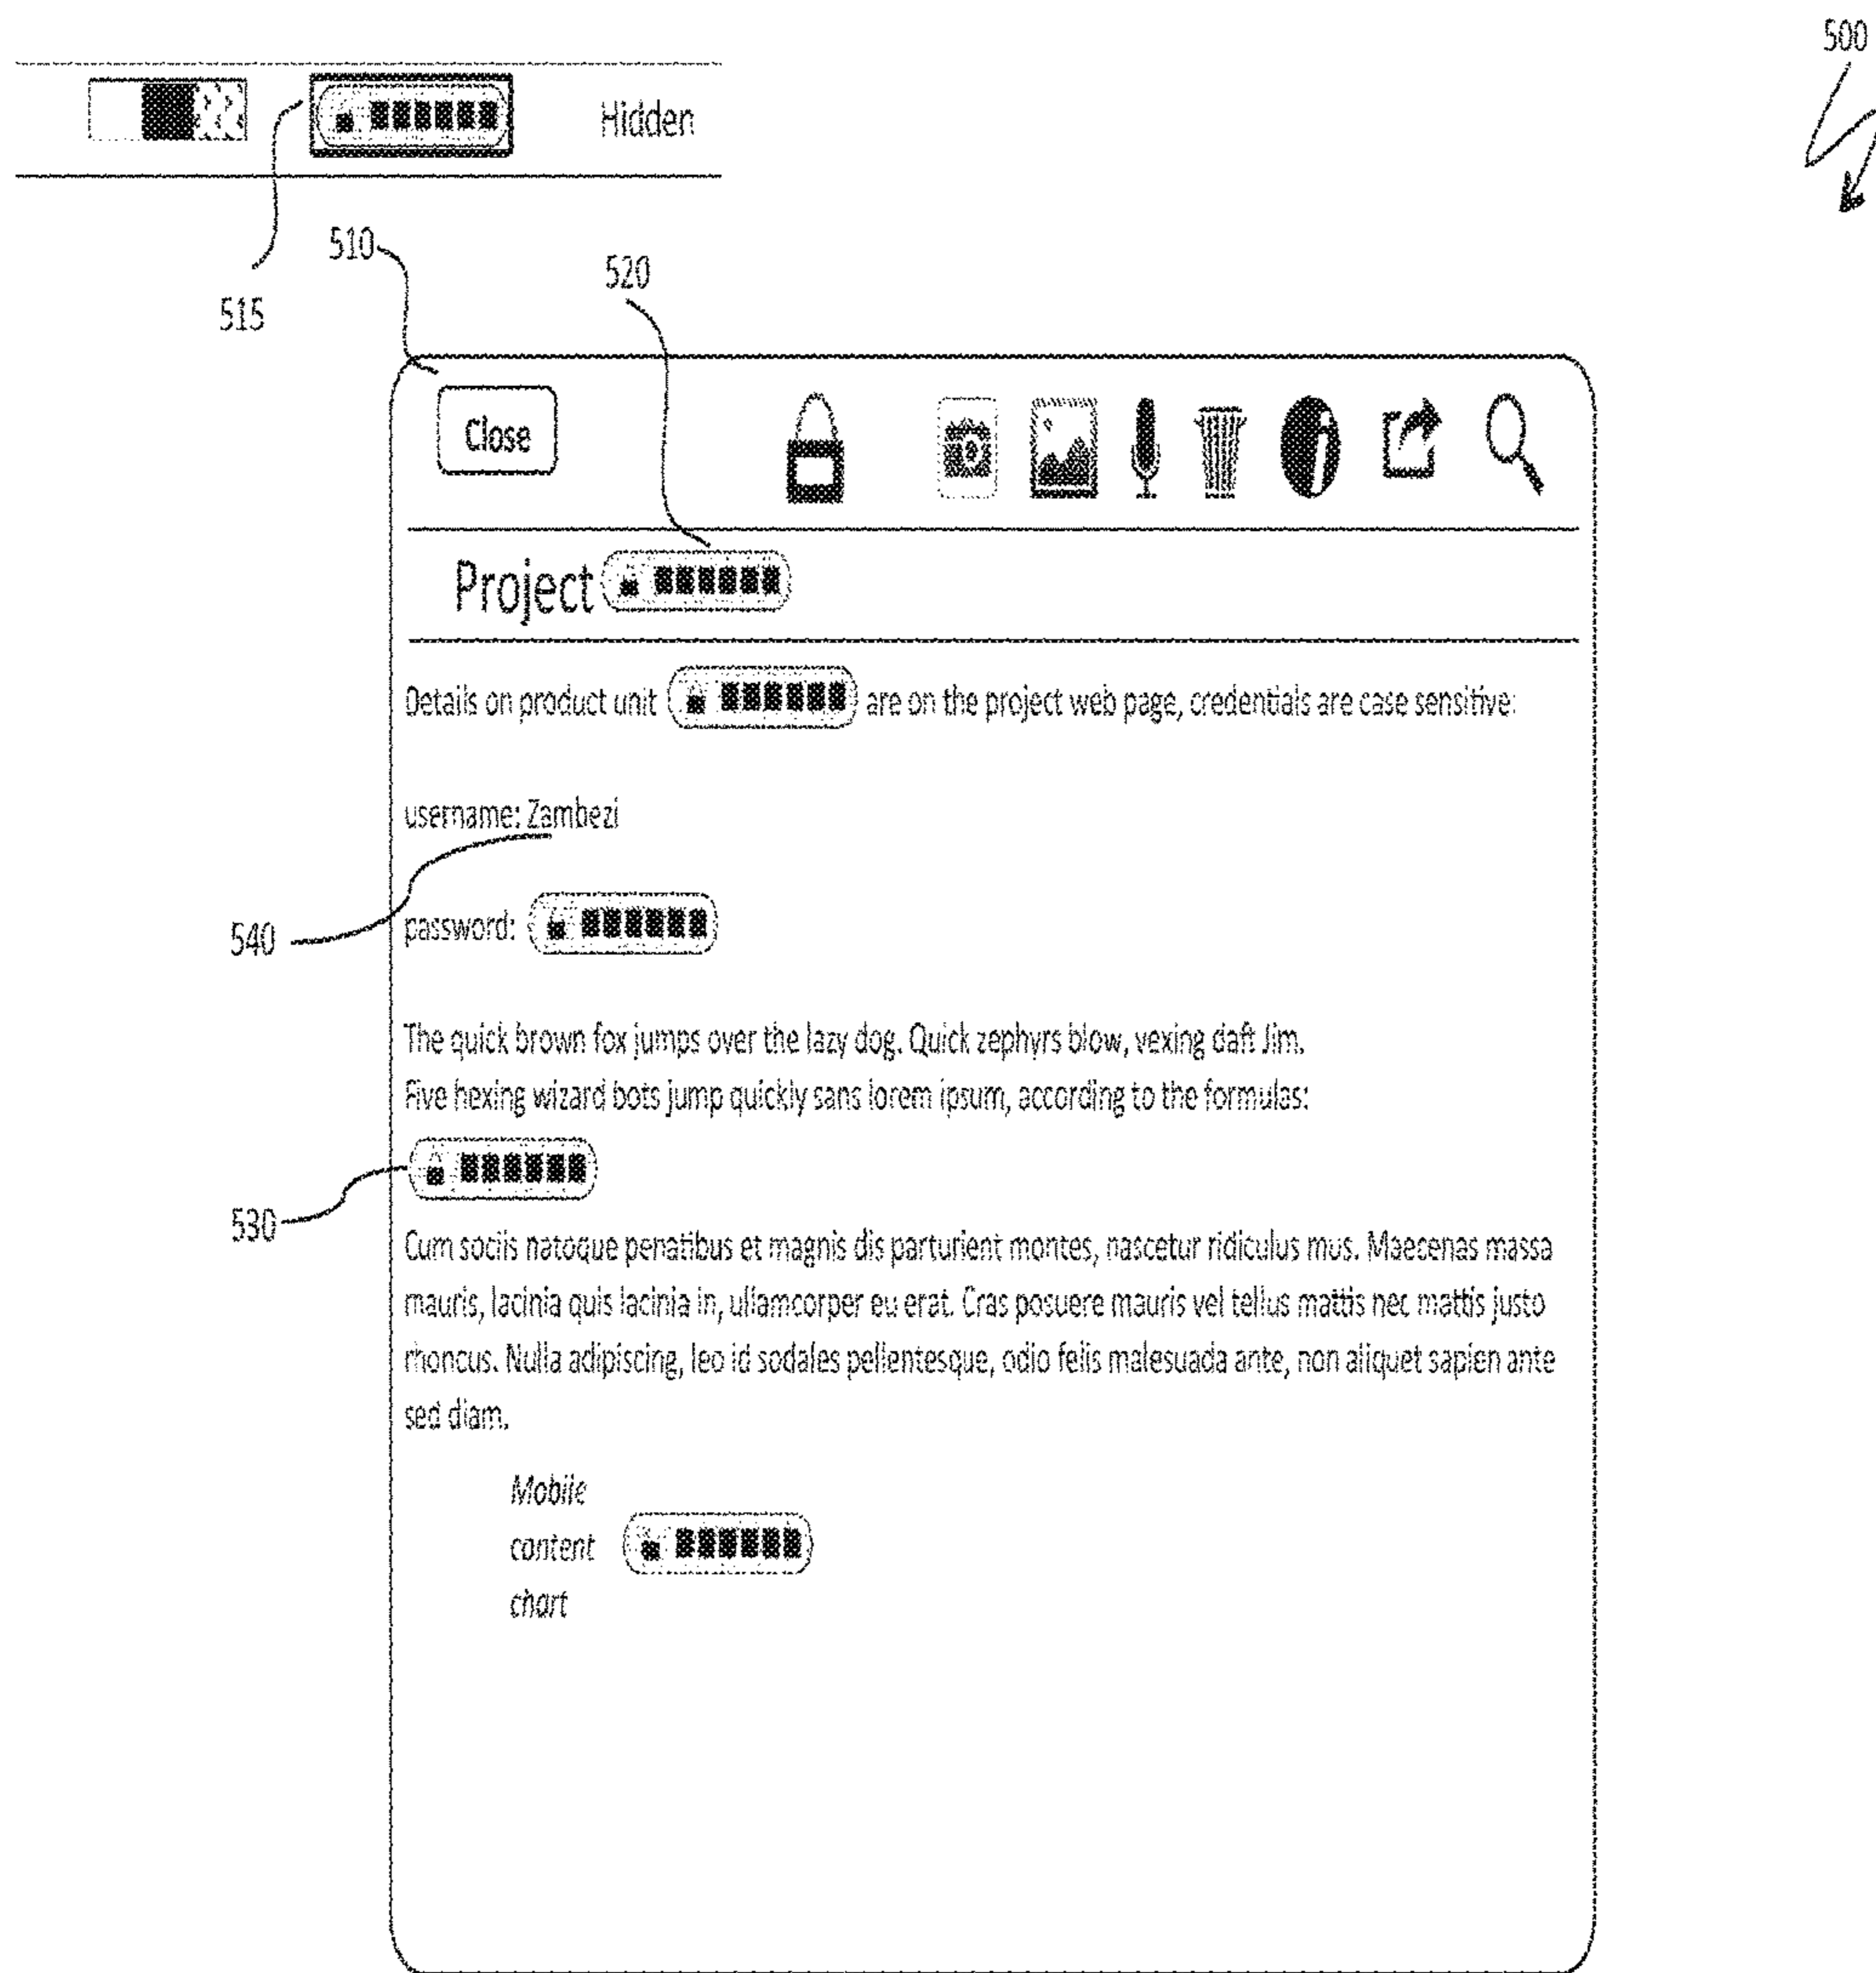 500
Hidden
510
520
515
Close
Project
Details on product unit are on the project web page, credentials are case sensitive:
username: Zambezi
540
password:
The quick brown fox jumps over the lazy dog. Quick zephyrs blow, vexing daft Jim.
Five hexing wizard bots jump quickly sans lorem ipsum, according to the formulas:
530
Cum sociis natoque penatibus et magnis dis parturient montes, nascetur ridiculus mus. Maecenas massa
mauris, lacinia quis lacinia in, ullamcorper eu erat. Cras posuere mauris vel tellus mattis nec mattis justo
rhoncus. Nulla adipiscing, leo id sodales pellentesque, odio felis malesuada ante, non aliquet sapien ante
sed diam.
Mobile
content
chart